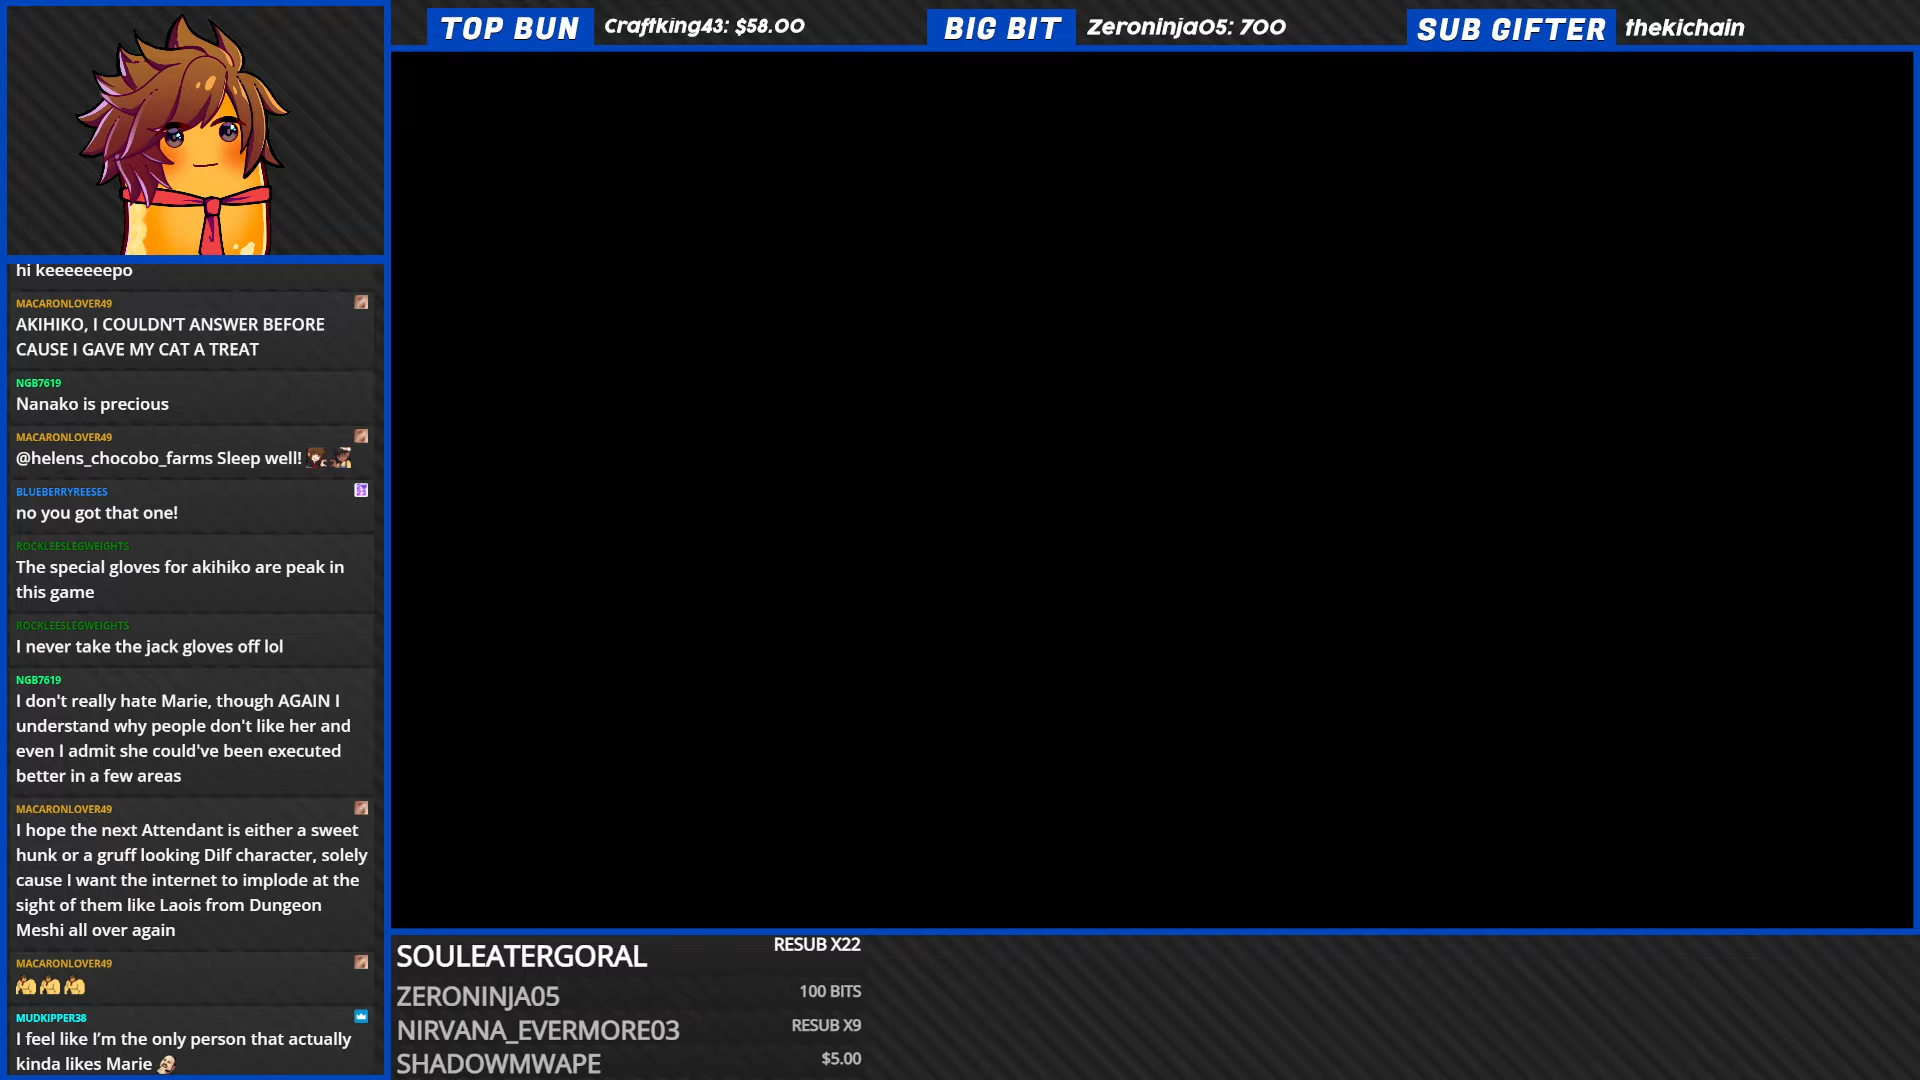 TOP BUN Craftking43: $58.00 BIG BIT Zeroninja05: 700 SUB GIFTER thekichain
hi keeeeeeepo
MACARONLOVER49
AKIHIKO, I COULDN'T ANSWER BEFORE
CAUSE I GAVE MY CAT A TREAT
NGB7619
Nanako is precious
MACARONLOVER49
@helens_chocobo_farms Sleep well!
BLUEBERRYREESES
no you got that one!
ROCKLEESLEGWEIGHTS
The special gloves for akihiko are peak in
this game
ROCKLEESLEGWEIGHTS
I never take the jack gloves off lol
NGB7619
I don't really hate Marie, though AGAIN I
understand why people don't like her and
even I admit she could've been executed
better in a few areas
MACARONLOVER49
I hope the next Attendant is either a sweet
hunk or a gruff looking Dilf character, solely
cause I want the internet to implode at the
sight of them like Laois from Dungeon
Meshi all over again
MACARONLOVER49
MUDKIPPER38
I feel like I'm the only person that actually
kinda likes Marie
SOULEATERGORAL RESUB X22
ZERONINJA05 100 BITS
NIRVANA_EVERMORE03 RESUB X9
SHADOWMWAPE $5.00